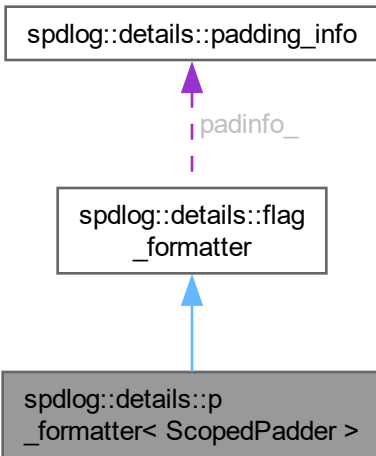 spdlog::details::padding_info
padinfo_
spdlog::details::flag
_formatter
spdlog::details::p
_formatter< ScopedPadder >